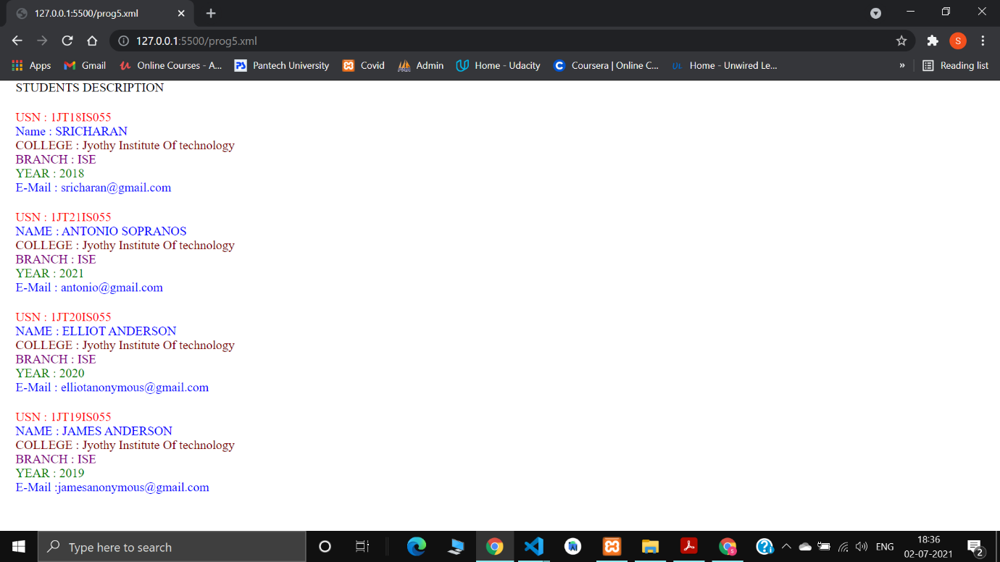 127.0.0.1:5500/prog5.xml
127.0.0.1:5500/prog5.xml
S
Apps Gmail Online Courses - A... Pantech University Covid Admin Home - Udacity Coursera | Online C... Home - Unwired Le... » Reading list
STUDENTS DESCRIPTION
USN : 1JT18IS055
Name : SRICHARAN
COLLEGE : Jyothy Institute Of technology
BRANCH : ISE
YEAR : 2018
E-Mail : sricharan@gmail.com
USN : 1JT21IS055
NAME : ANTONIO SOPRANOS
COLLEGE : Jyothy Institute Of technology
BRANCH : ISE
YEAR : 2021
E-Mail : antonio@gmail.com
USN : 1JT20IS055
NAME : ELLIOT ANDERSON
COLLEGE : Jyothy Institute Of technology
BRANCH : ISE
YEAR : 2020
E-Mail : elliotanonymous@gmail.com
USN : 1JT19IS055
NAME : JAMES ANDERSON
COLLEGE : Jyothy Institute Of technology
BRANCH : ISE
YEAR : 2019
E-Mail :jamesanonymous@gmail.com
Type here to search
ENG
18:36
02-07-2021
2